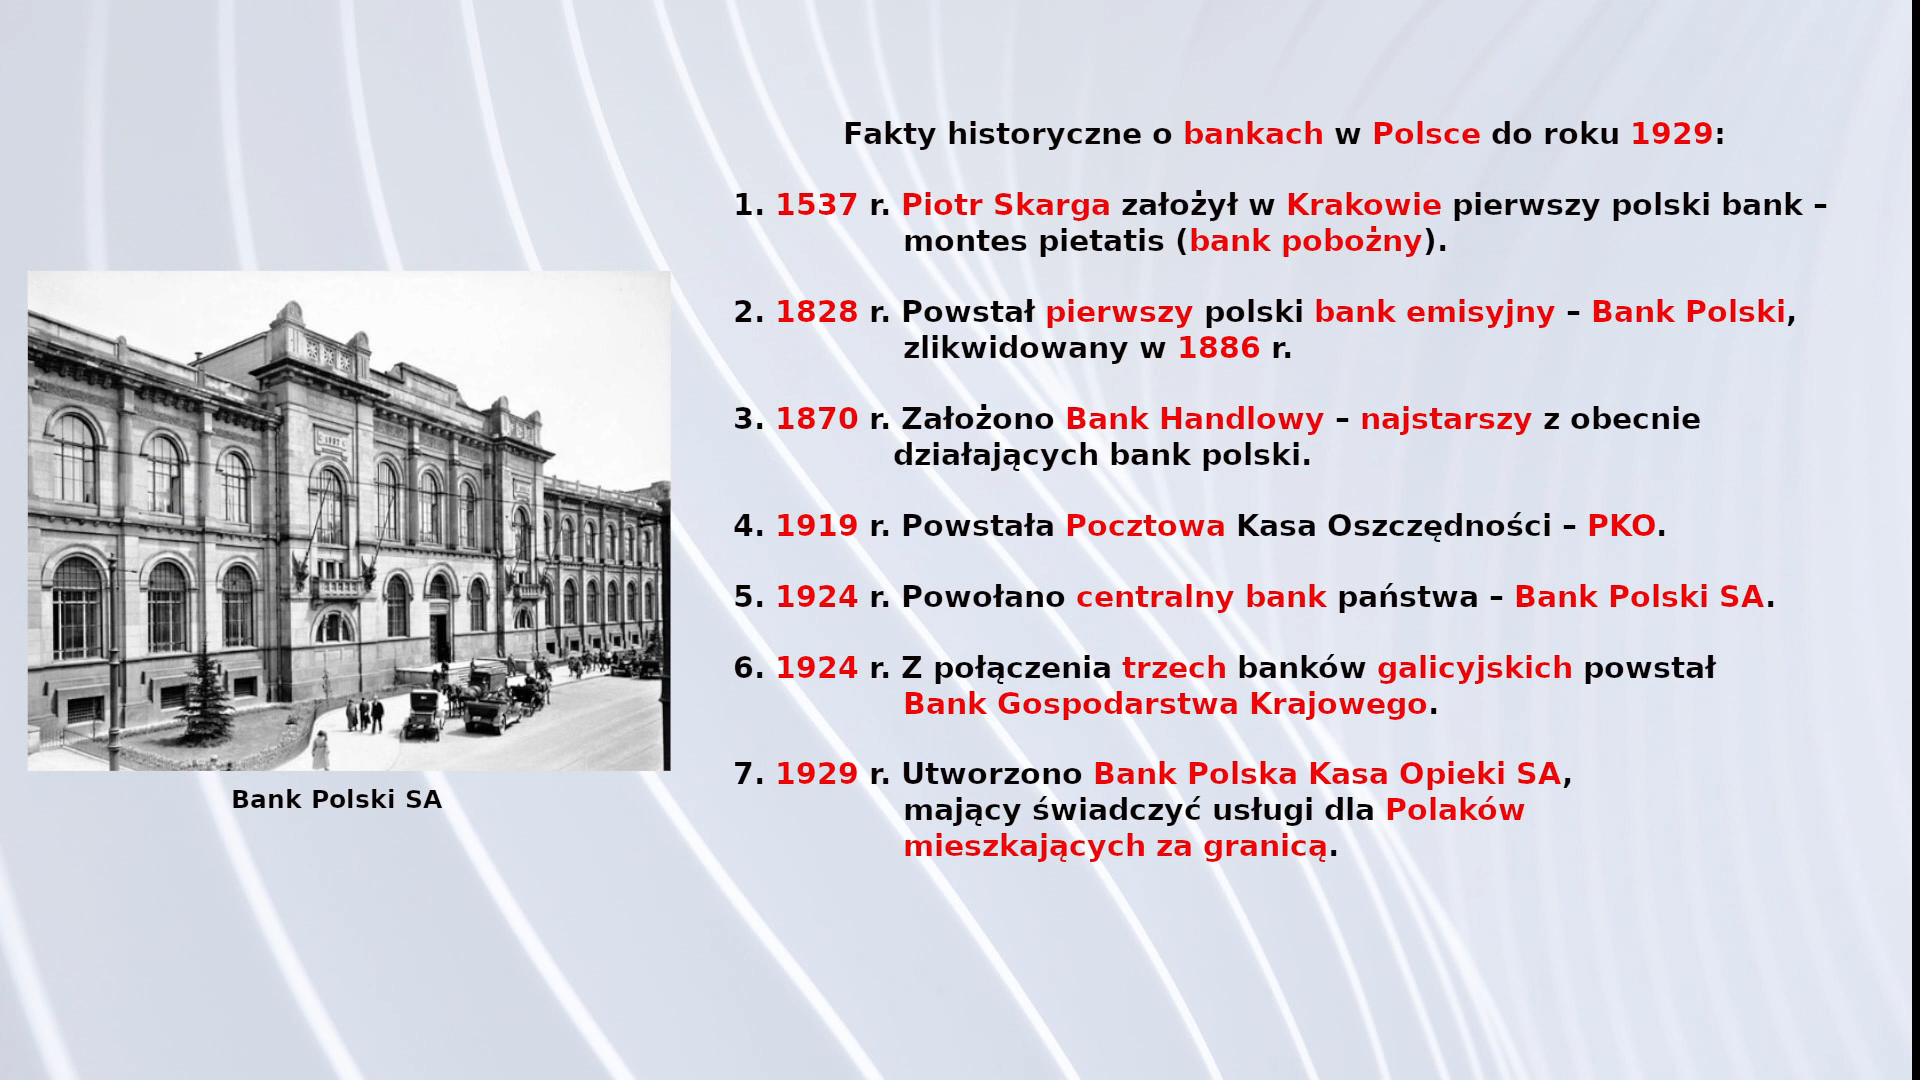 Fakty historyczne o bankach w Polsce do roku 1929:
1. 1537 r. Piotr Skarga założył w Krakowie pierwszy polski bank –
montes pietatis (bank pobożny).
2. 1828 r. Powstał pierwszy polski bank emisyjny – Bank Polski,
zlikwidowany w 1886 r.
3. 1870 r. Założono Bank Handlowy – najstarszy z obecnie
działających bank polski.
4. 1919 r. Powstała Pocztowa Kasa Oszczędności – PKO.
5. 1924 r. Powołano centralny bank państwa – Bank Polski SA.
6. 1924 r. Z połączenia trzech banków galicyjskich powstał
Bank Gospodarstwa Krajowego.
7. 1929 r. Utworzono Bank Polska Kasa Opieki SA,
mający świadczyć usługi dla Polaków
mieszkających za granicą.
Bank Polski SA